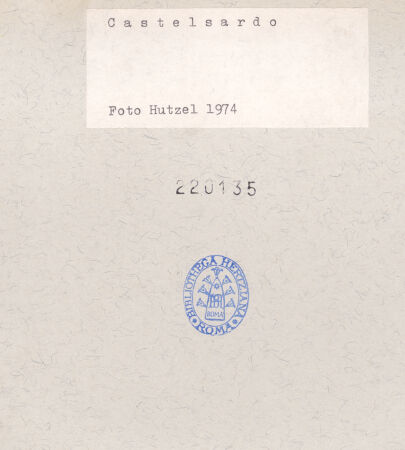 Castelsardo
Foto Hutzel 1974
220135
BIBLIOTHECA HERTZIANA
ROMA
ROMA